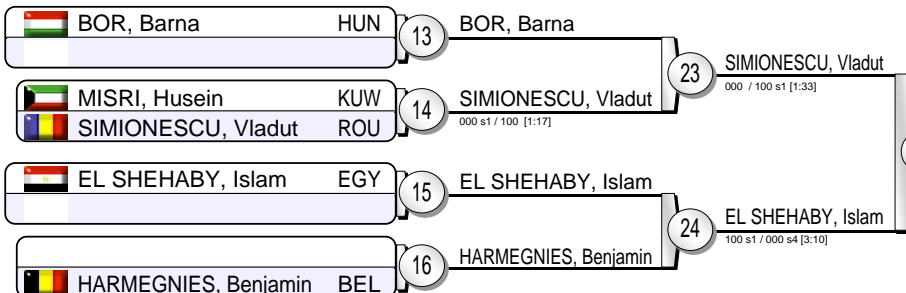 BOR, Barna HUN
13
BOR, Barna
MISRI, Husein KUW
SIMIONESCU, Vladut ROU
14
SIMIONESCU, Vladut
000 s1 / 100 [1:17]
23
SIMIONESCU, Vladut
000 / 100 s1 [1:33]
EL SHEHABY, Islam EGY
15
EL SHEHABY, Islam
HARMEGNIES, Benjamin BEL
16
HARMEGNIES, Benjamin
24
EL SHEHABY, Islam
100 s1 / 000 s4 [3:10]